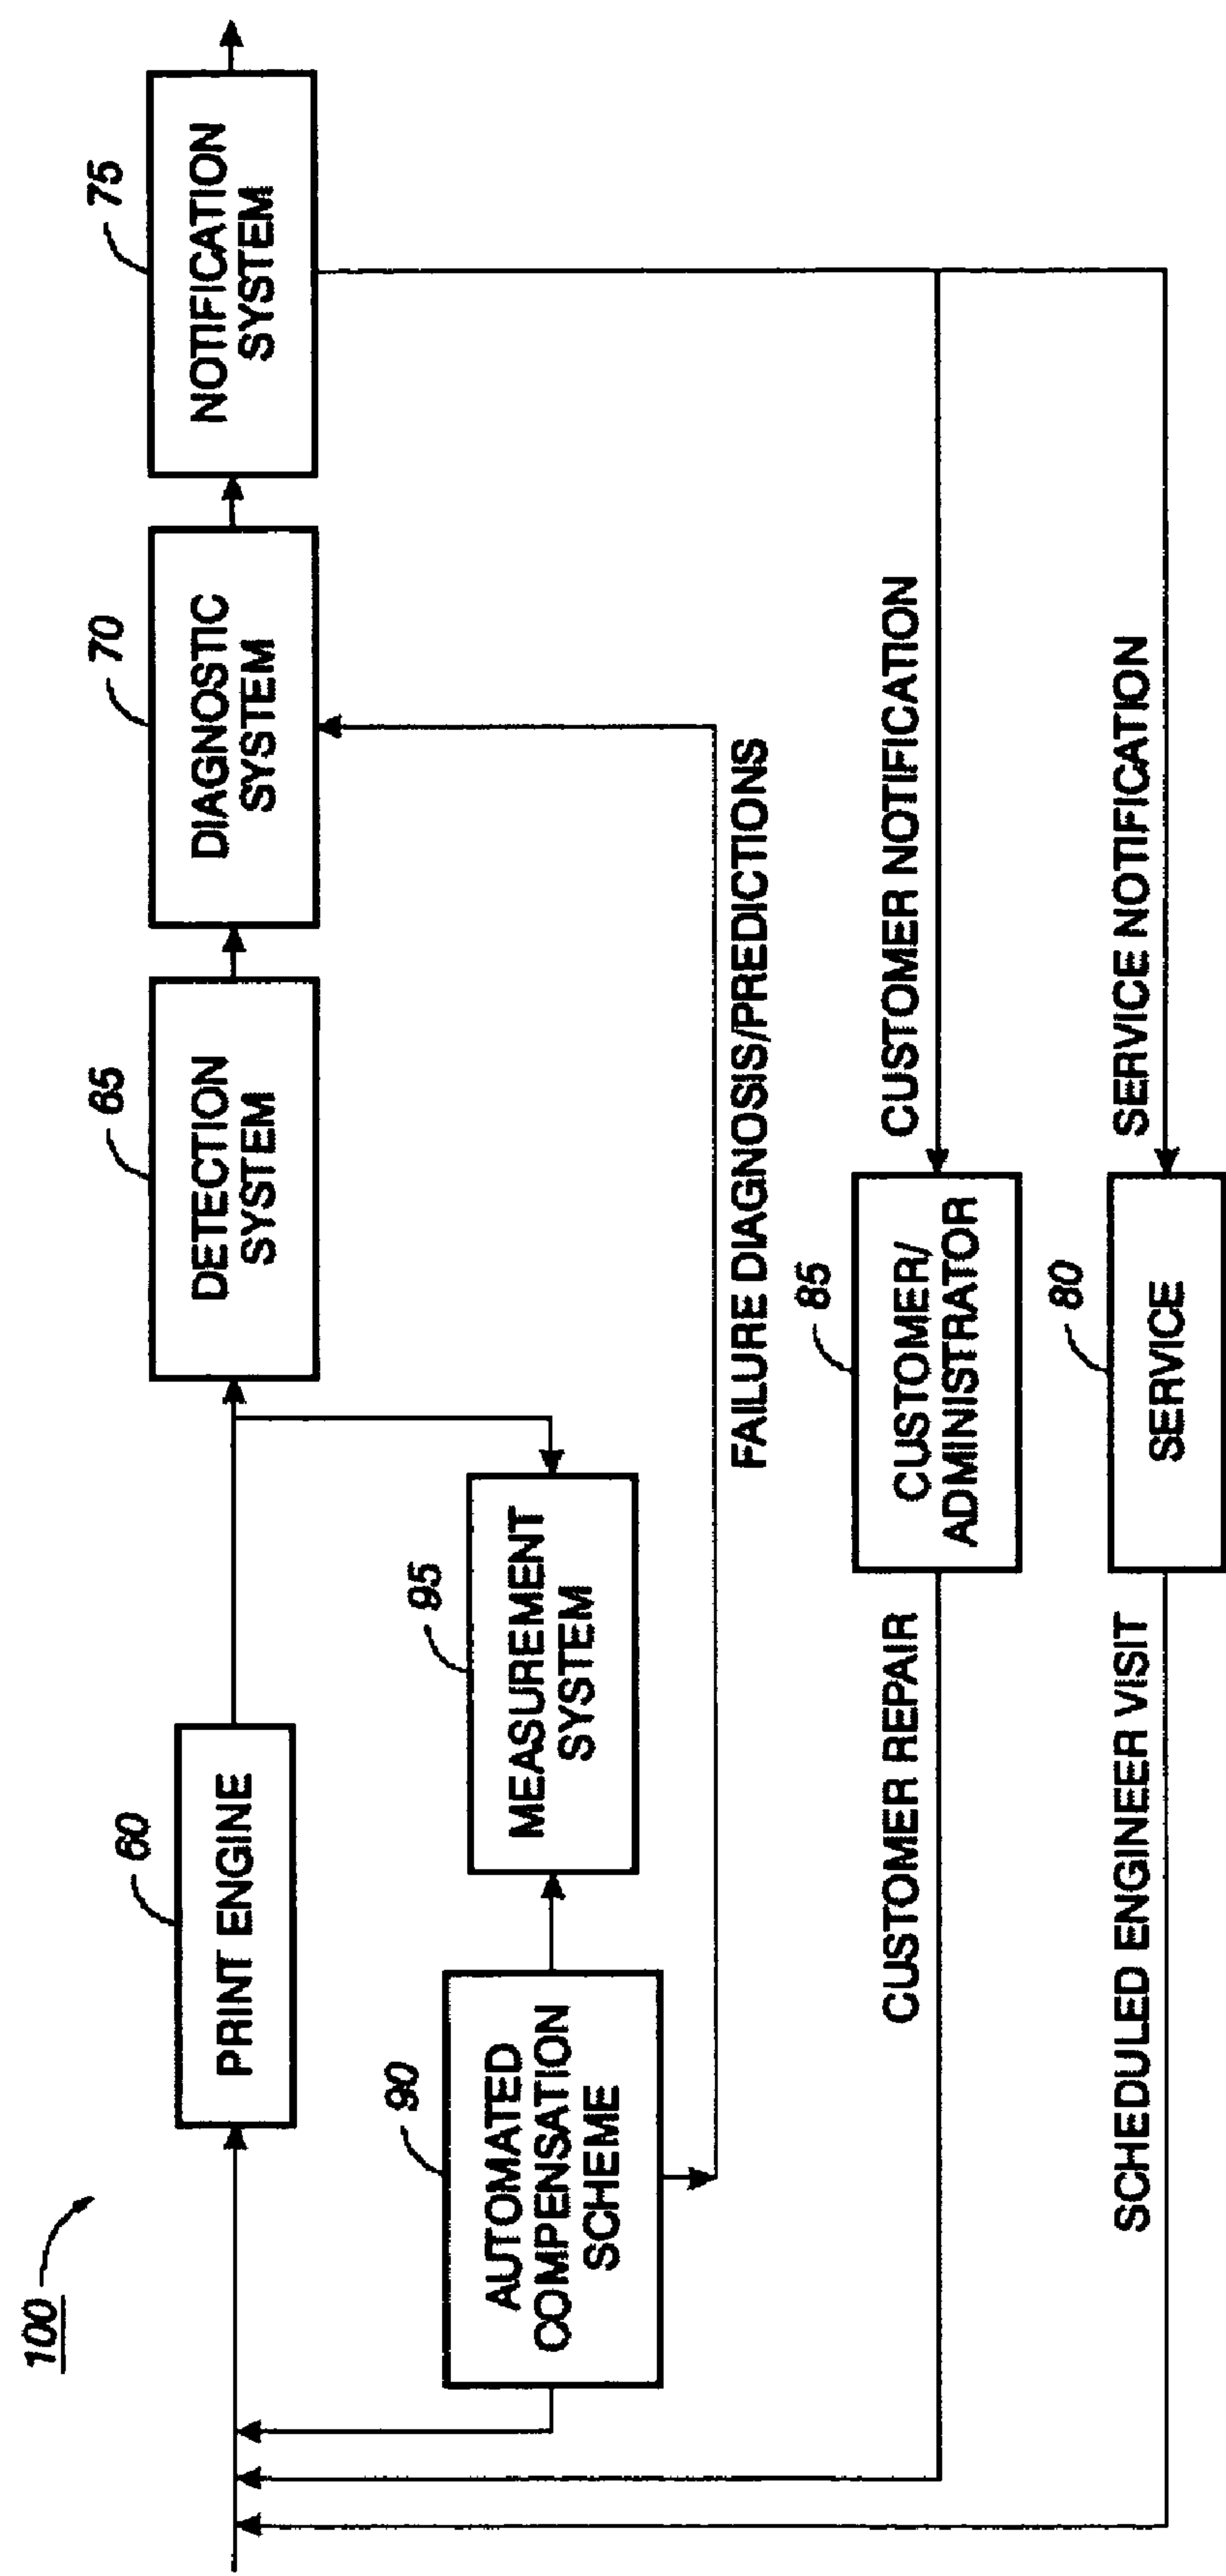 100
60
PRINT ENGINE
65
DETECTION
SYSTEM
70
DIAGNOSTIC
SYSTEM
75
NOTIFICATION
SYSTEM
90
AUTOMATED
COMPENSATION
SCHEME
95
MEASUREMENT
SYSTEM
FAILURE DIAGNOSIS/PREDICTIONS
CUSTOMER REPAIR
85
CUSTOMER/
ADMINISTRATOR
CUSTOMER NOTIFICATION
SCHEDULED ENGINEER VISIT
80
SERVICE
SERVICE NOTIFICATION